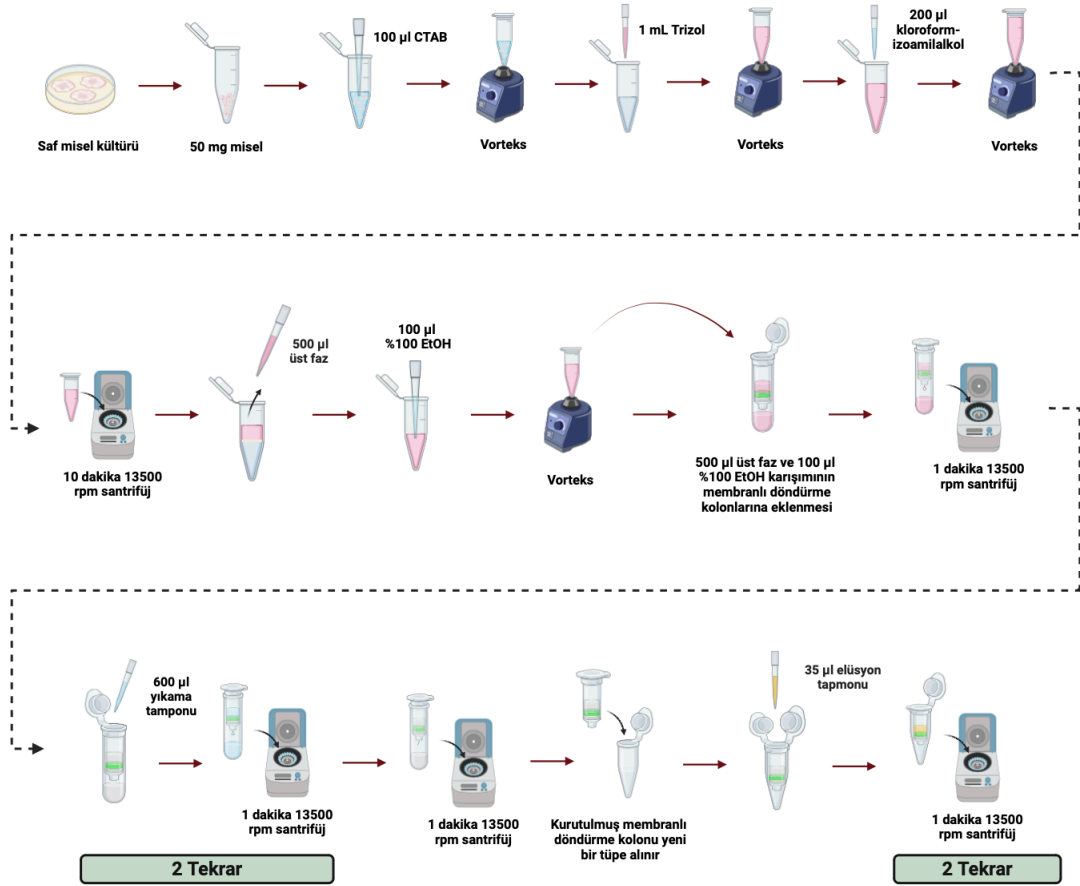 100 µl CTAB
1 mL Trizol
200 µl
kloroform-
izoamilalkol
Saf misel kültürü
50 mg misel
Vorteks
Vorteks
Vorteks
500 µl
üst faz
100 µl
%100 EtOH
10 dakika 13500
rpm santrifüj
Vorteks
500 µl üst faz ve 100 µl
%100 EtOH karışımının
membranlı döndürme
kolonlarına eklenmesi
1 dakika 13500
rpm santrifüj
600 µl
yıkama
tamponu
35 µl elüsyon
tapmonu
1 dakika 13500
rpm santrifüj
1 dakika 13500
rpm santrifüj
Kurutulmuş membranlı
döndürme kolonu yeni
bir tüpe alınır
1 dakika 13500
rpm santrifüj
2 Tekrar
2 Tekrar